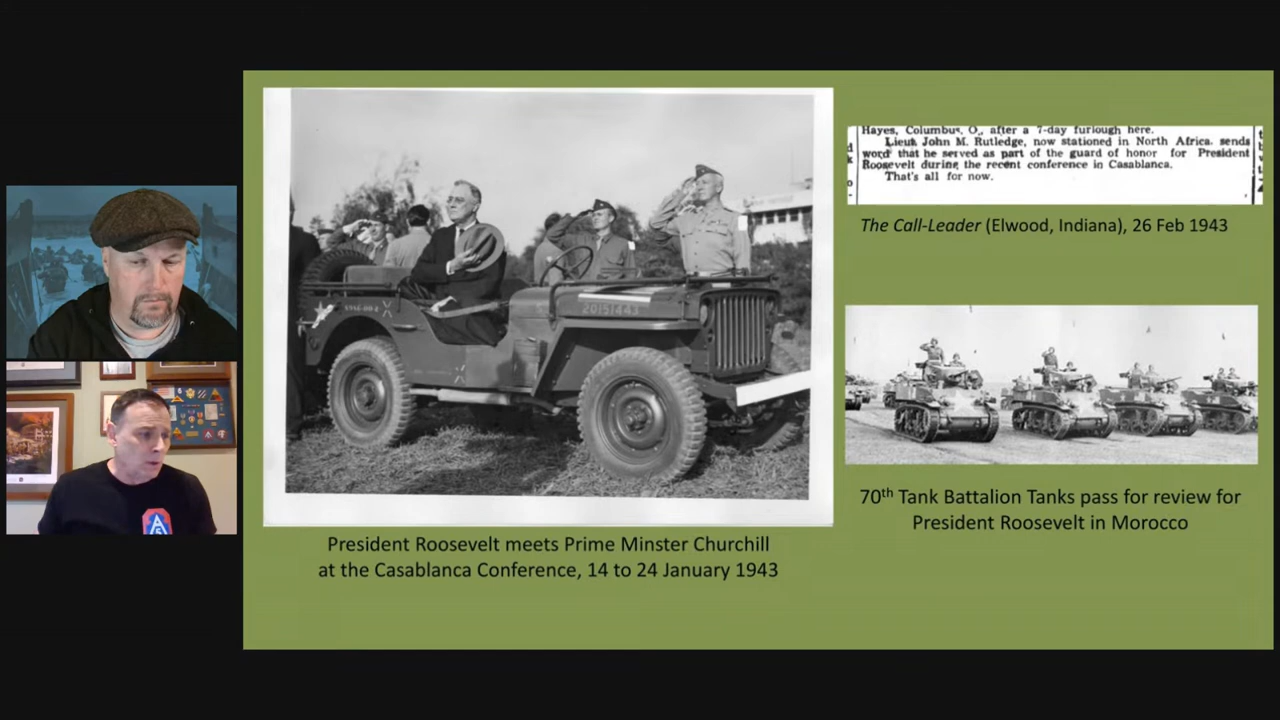 Hayes, Columbus, O., after a 7-day furlough here.
Lieut. John M. Rutledge, now stationed in North Africa, sends
word that he served as part of the guard of honor for President
Roosevelt during the recent conference in Casablanca.
That's all for now.
The Call-Leader (Elwood, Indiana), 26 Feb 1943
20151443
70th Tank Battalion Tanks pass for review for
President Roosevelt in Morocco
President Roosevelt meets Prime Minster Churchill
at the Casablanca Conference, 14 to 24 January 1943
A
5